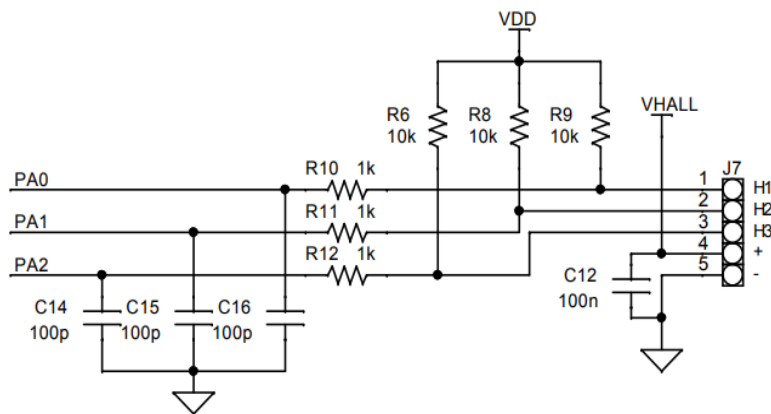 VDD
R6 R8 R9 VHALL
10k 10k 10k
J7
R10 1k
PA0 1 H1
R11 1k 2 H2
PA1 3 H3
R12 1k 4 +
PA2 5 -
C14 C15 C16 C12
100p 100p 100p 100n